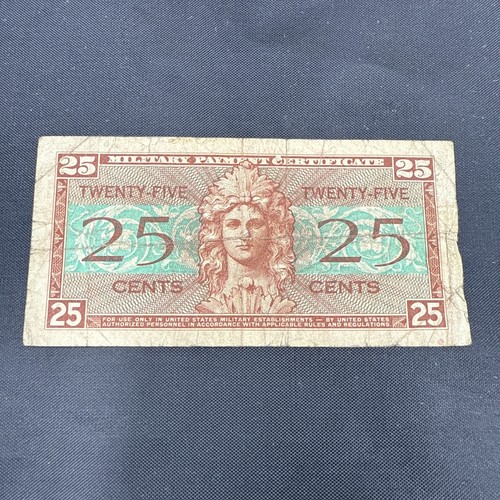 25 MILITARY PAYMENT CERTIFICATE 25
TWENTY-FIVE TWENTY-FIVE
25 25
CENTS CENTS
25 FOR USE ONLY IN UNITED STATES MILITARY ESTABLISHMENTS — BY UNITED STATES 25
AUTHORIZED PERSONNEL IN ACCORDANCE WITH APPLICABLE RULES AND REGULATIONS.